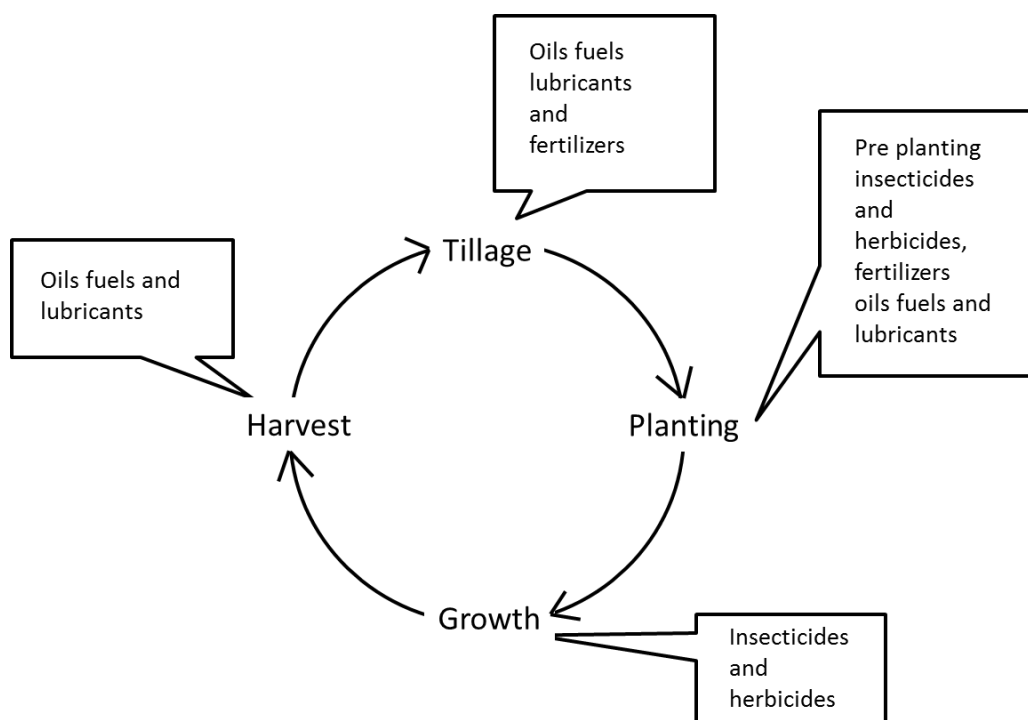 Oils fuels
lubricants
and
fertilizers
Pre planting
insecticides
and
herbicides,
fertilizers
oils fuels and
lubricants
Tillage
Oils fuels and
lubricants
Harvest
Planting
Growth
Insecticides
and
herbicides